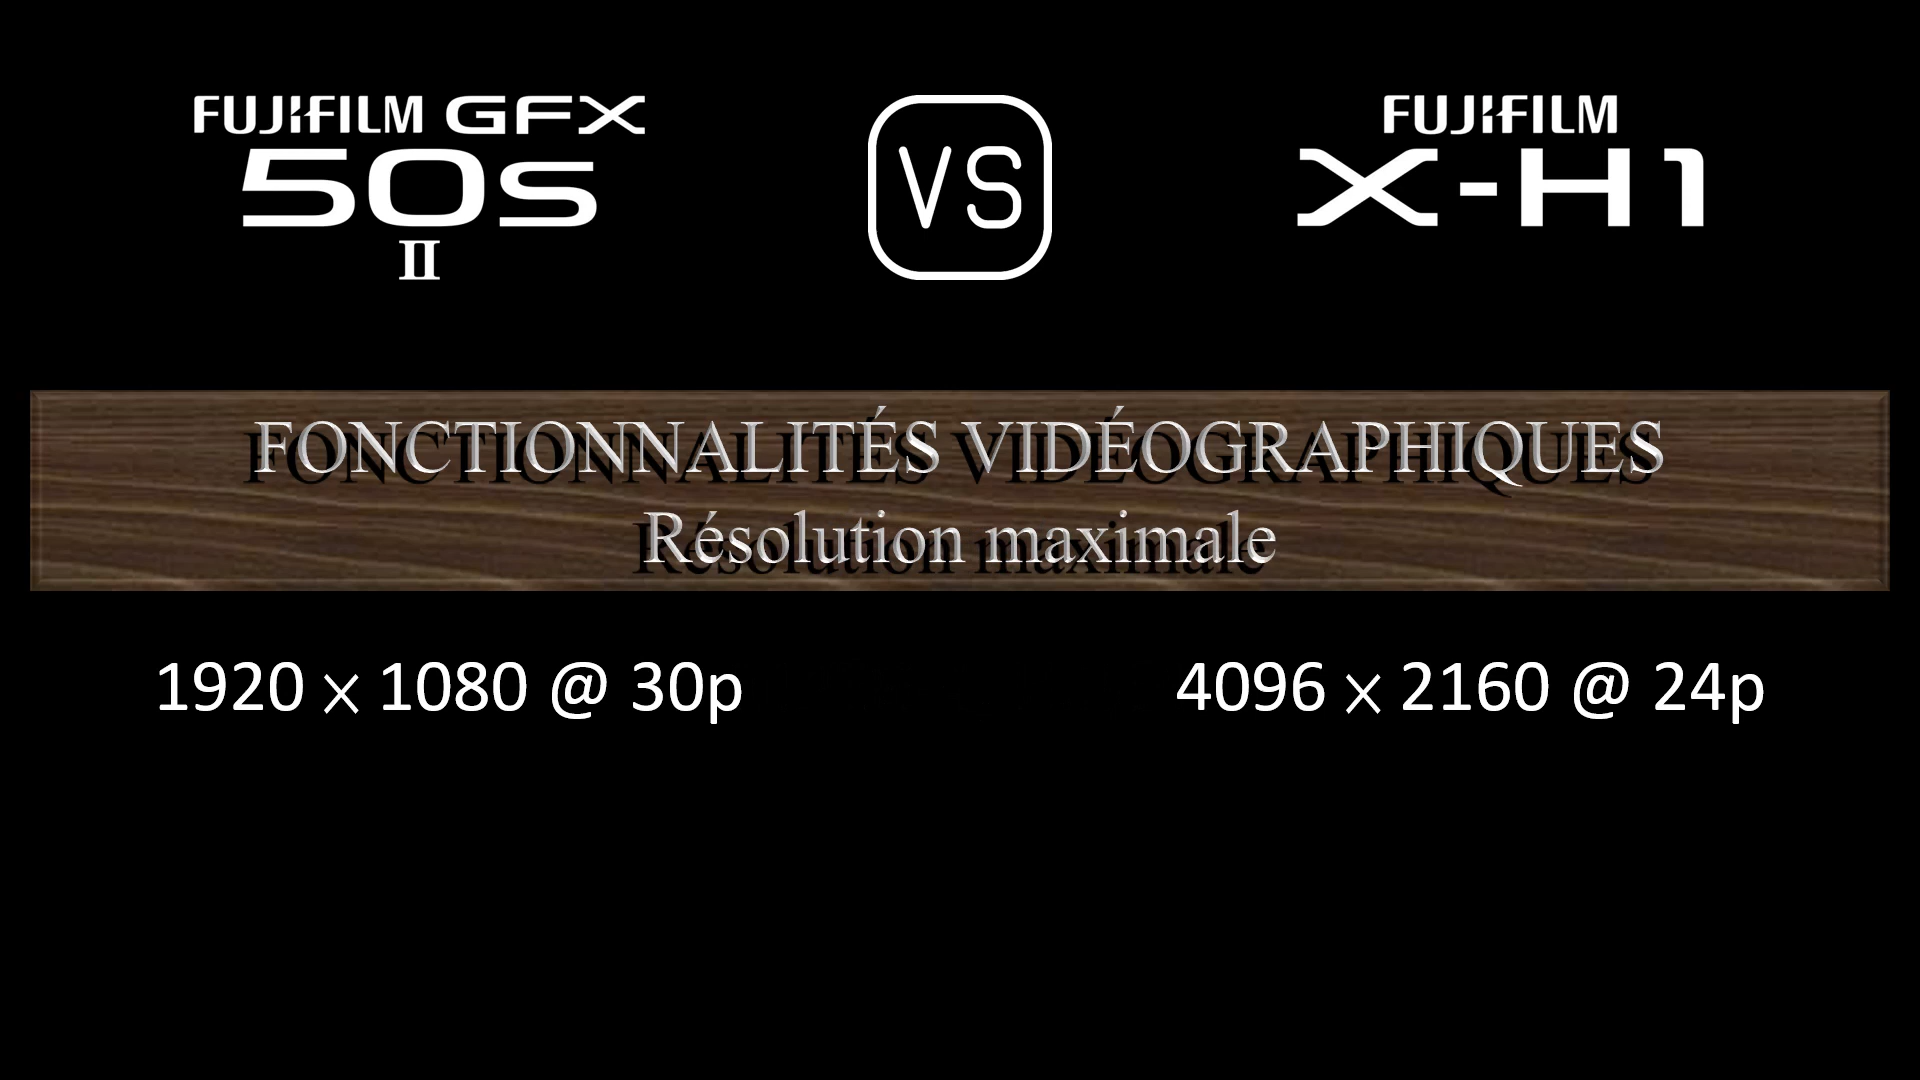 FUJIFILM GFX
50S
II
VS
FUJIFILM
X-H1
FONCTIONNALITÉS VIDÉOGRAPHIQUES
Résolution maximale
1920 x 1080 @ 30p
4096 x 2160 @ 24p